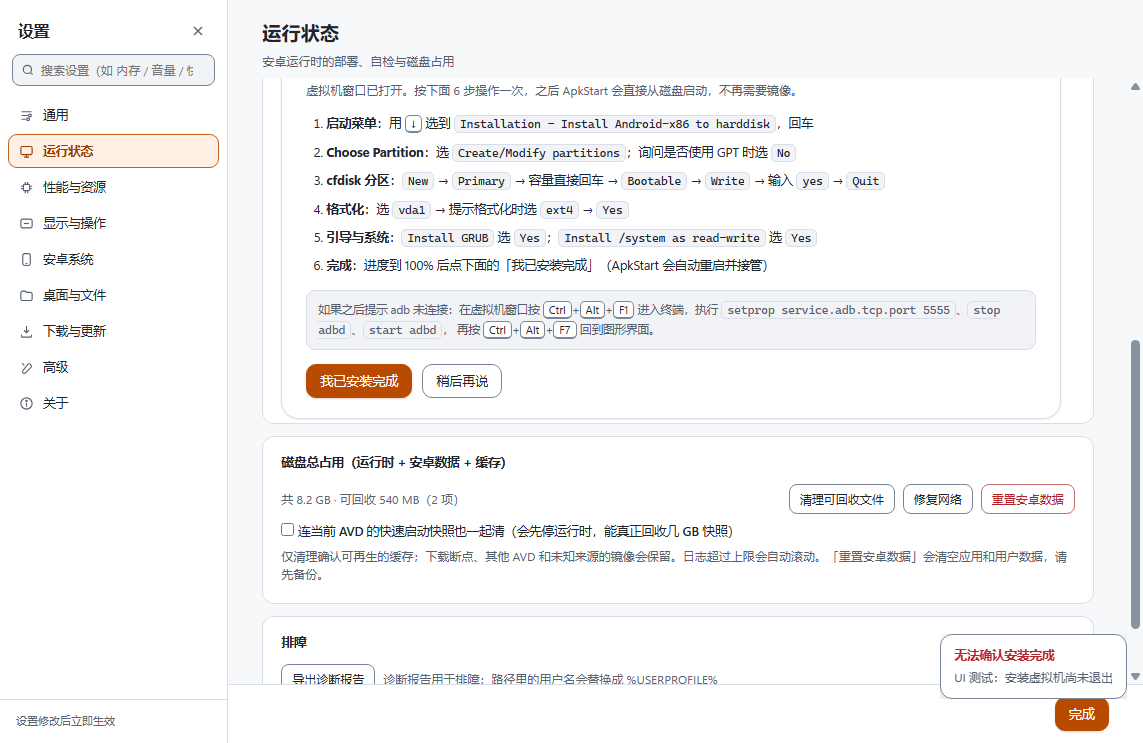 设置
搜索设置（如 内存 / 音量 /
通用
运行状态
性能与资源
显示与操作
安卓系统
桌面与文件
下载与更新
高级
关于
设置修改后立即生效
运行状态
安卓运行时的部署、自检与磁盘占用
虚拟机窗口已打开。按下面 6 步操作一次，之后 ApkStart 会直接从磁盘启动，不再需要镜像。
1. 启动菜单：用 ↓ 选到 Installation - Install Android-x86 to harddisk，回车
2. Choose Partition：选 Create/Modify partitions；询问是否使用 GPT 时选 No
3. cfdisk 分区：New → Primary → 容量直接回车 → Bootable → Write → 输入 yes → Quit
4. 格式化：选 vda1 → 提示格式化时选 ext4 → Yes
5. 引导与系统：Install GRUB 选 Yes；Install /system as read-write 选 Yes
6. 完成：进度到 100% 后点下面的「我已安装完成」（ApkStart 会自动重启并接管）
如果之后提示 adb 未连接：在虚拟机窗口按 Ctrl+Alt+F1 进入终端，执行 setprop service.adb.tcp.port 5555、stop
adbd、start adbd，再按 Ctrl+Alt+F7 回到图形界面。
我已安装完成
稍后再说
磁盘总占用（运行时 + 安卓数据 + 缓存）
共 8.2 GB · 可回收 540 MB（2 项）
清理可回收文件
修复网络
重置安卓数据
连当前 AVD 的快速启动快照也一起清（会先停运行时，能真正回收几 GB 快照）
仅清理确认可再生的缓存；下载断点、其他 AVD 和未知来源的镜像会保留。日志超过上限会自动滚动。「重置安卓数据」会清空应用和用户数据，请
先备份。
排障
导出诊断报告
诊断报告用于排障；路径里的用户名会替换成 %USERPROFILE%
无法确认安装完成
UI 测试：安装虚拟机尚未退出
完成